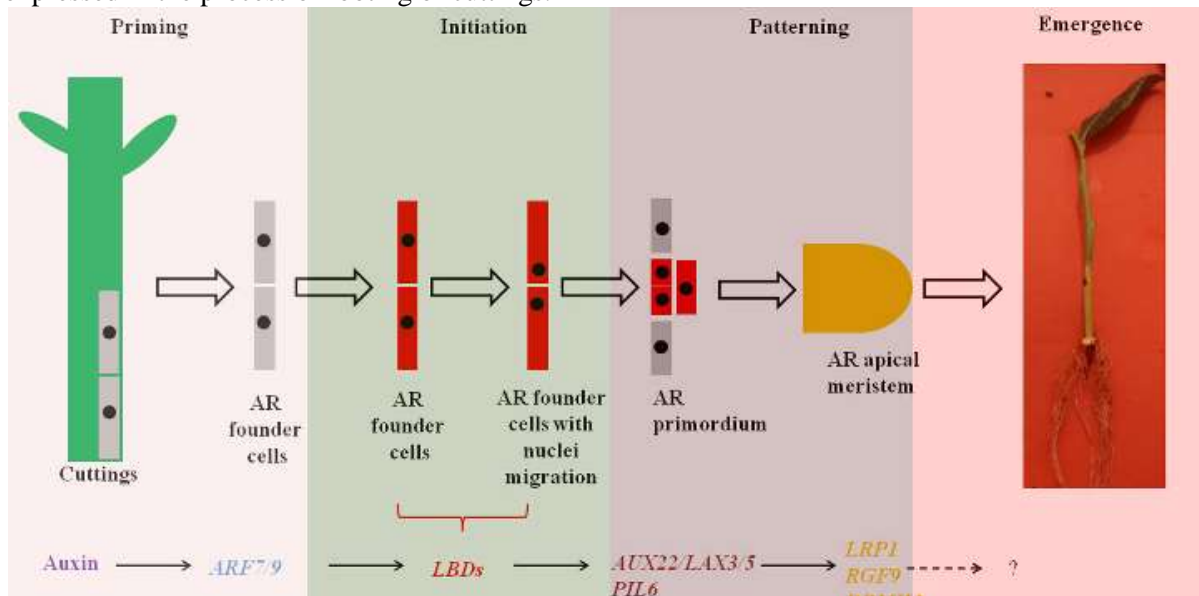 Priming
Initiation
Patterning
Emergence
Cuttings
AR
founder
cells
AR
founder
cells
AR founder
cells with
nuclei
migration
AR
primordium
AR apical
meristem
Auxin
ARF7/9
LBDs
AUX22/LAX3/5
PIL6
LRP1
RGF9
?